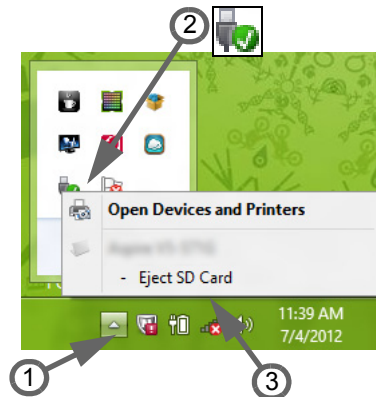 2
Open Devices and Printers
- Eject SD Card
11:39 AM
7/4/2012
1
3